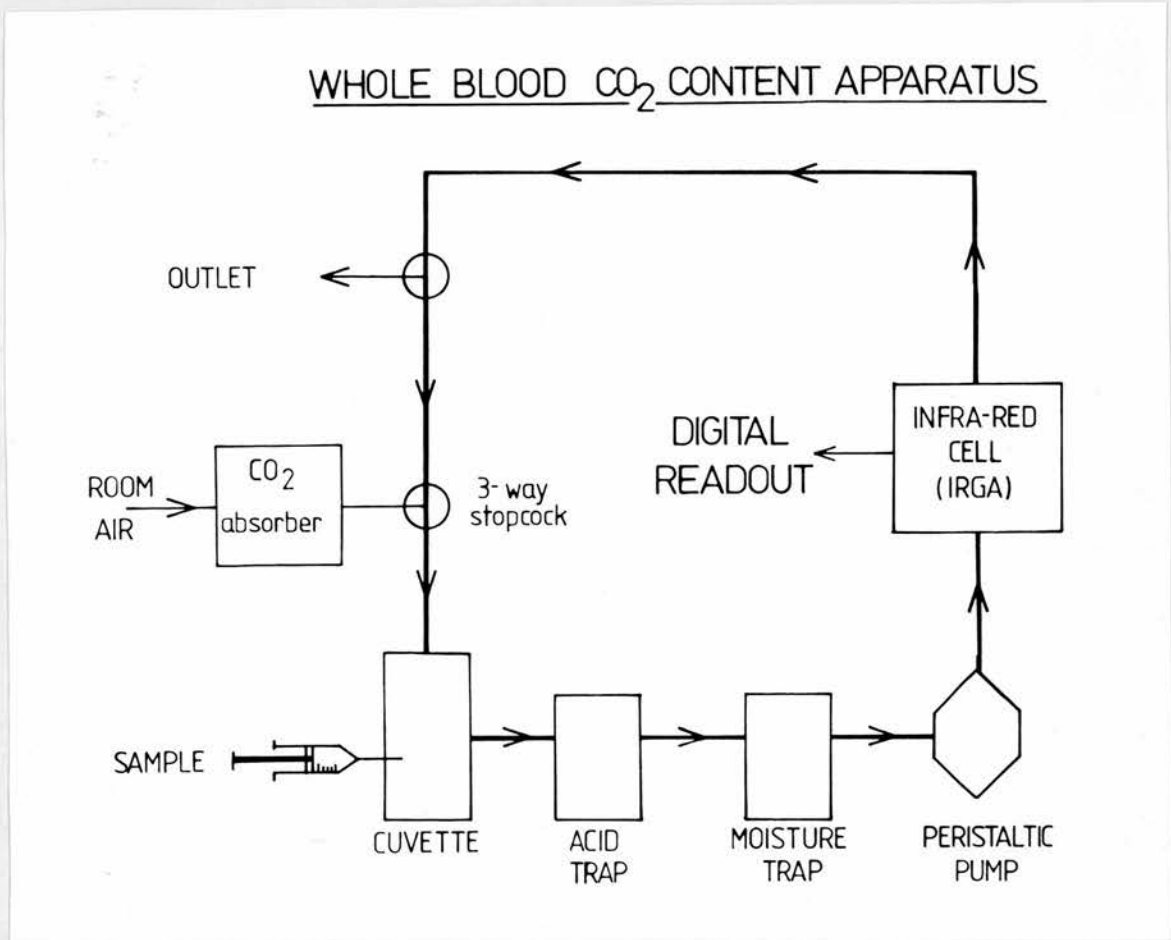 WHOLE BLOOD CO2 CONTENT APPARATUS
OUTLET
ROOM
AIR
CO2
absorber
3-way
stopcock
DIGITAL
READOUT
INFRA-RED
CELL
(IRGA)
SAMPLE
CUVETTE
ACID
TRAP
MOISTURE
TRAP
PERISTALTIC
PUMP